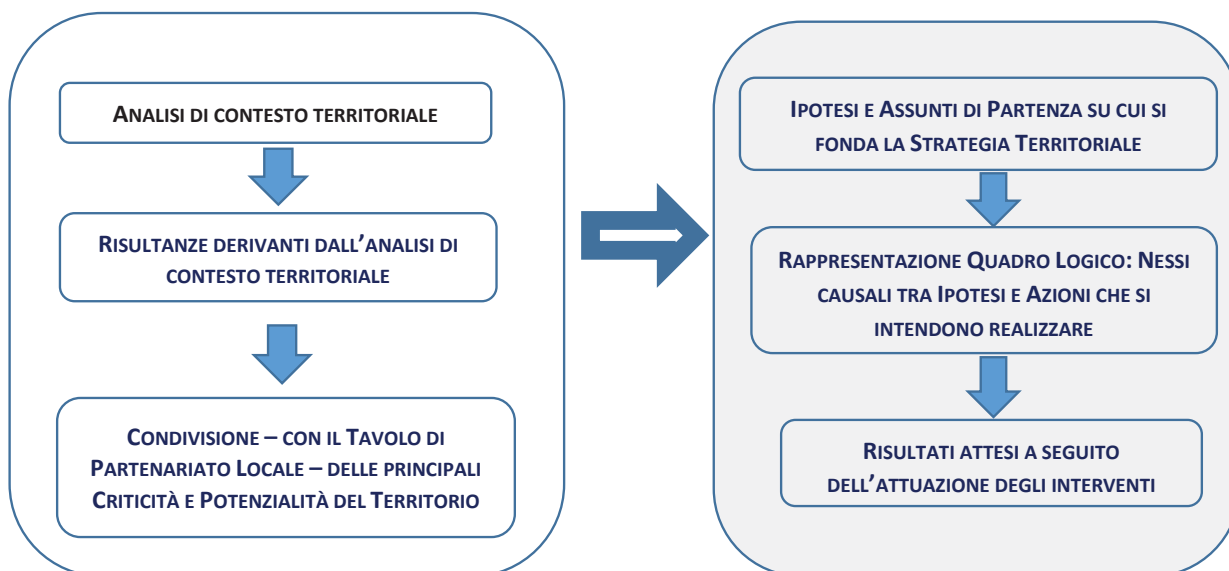 ANALISI DI CONTESTO TERRITORIALE
RISULTANZE DERIVANTI DALL'ANALISI DI
CONTESTO TERRITORIALE
CONDIVISIONE – CON IL TAVOLO DI
PARTENARIATO LOCALE – DELLE PRINCIPALI
CRITICITÀ E POTENZIALITÀ DEL TERRITORIO
IPOTESI E ASSUNTI DI PARTENZA SU CUI SI
FONDA LA STRATEGIA TERRITORIALE
RAPPRESENTAZIONE QUADRO LOGICO: NESSI
CAUSALI TRA IPOTESI E AZIONI CHE SI
INTENDONO REALIZZARE
RISULTATI ATTESI A SEGUITO
DELL'ATTUAZIONE DEGLI INTERVENTI